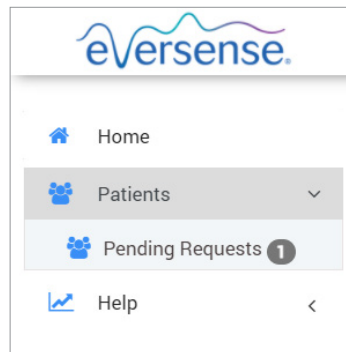 eversense.
Home
Patients
Pending Requests 1
Help